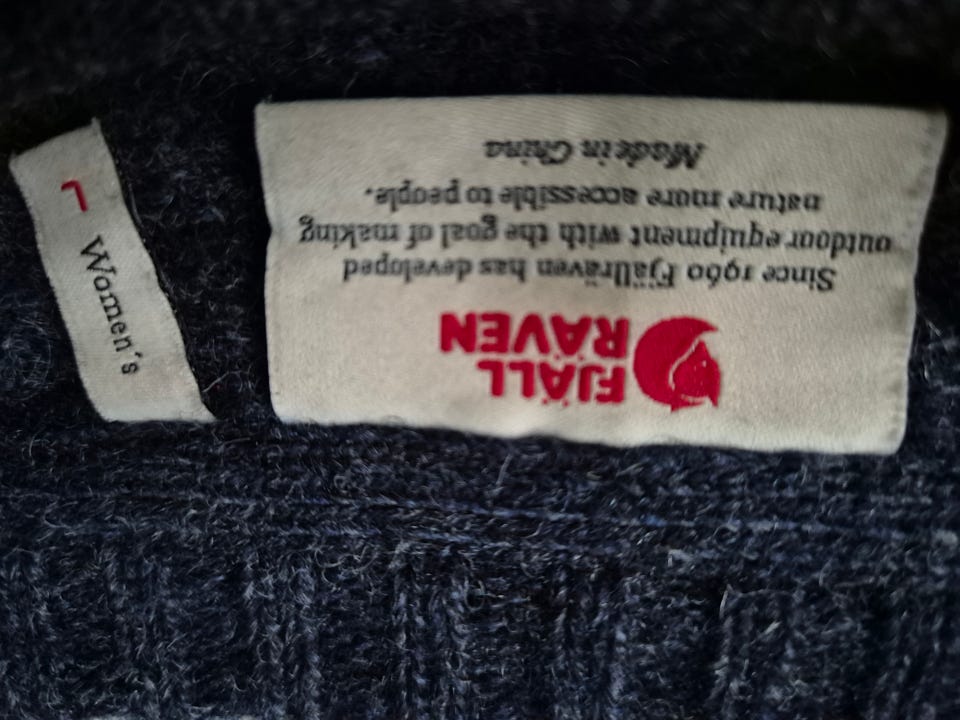 FJÄLL
RÄVEN
Since 1960 Fjällräven has developed
outdoor equipment with the goal of making
nature more accessible to people.
Made in China
L
Women's